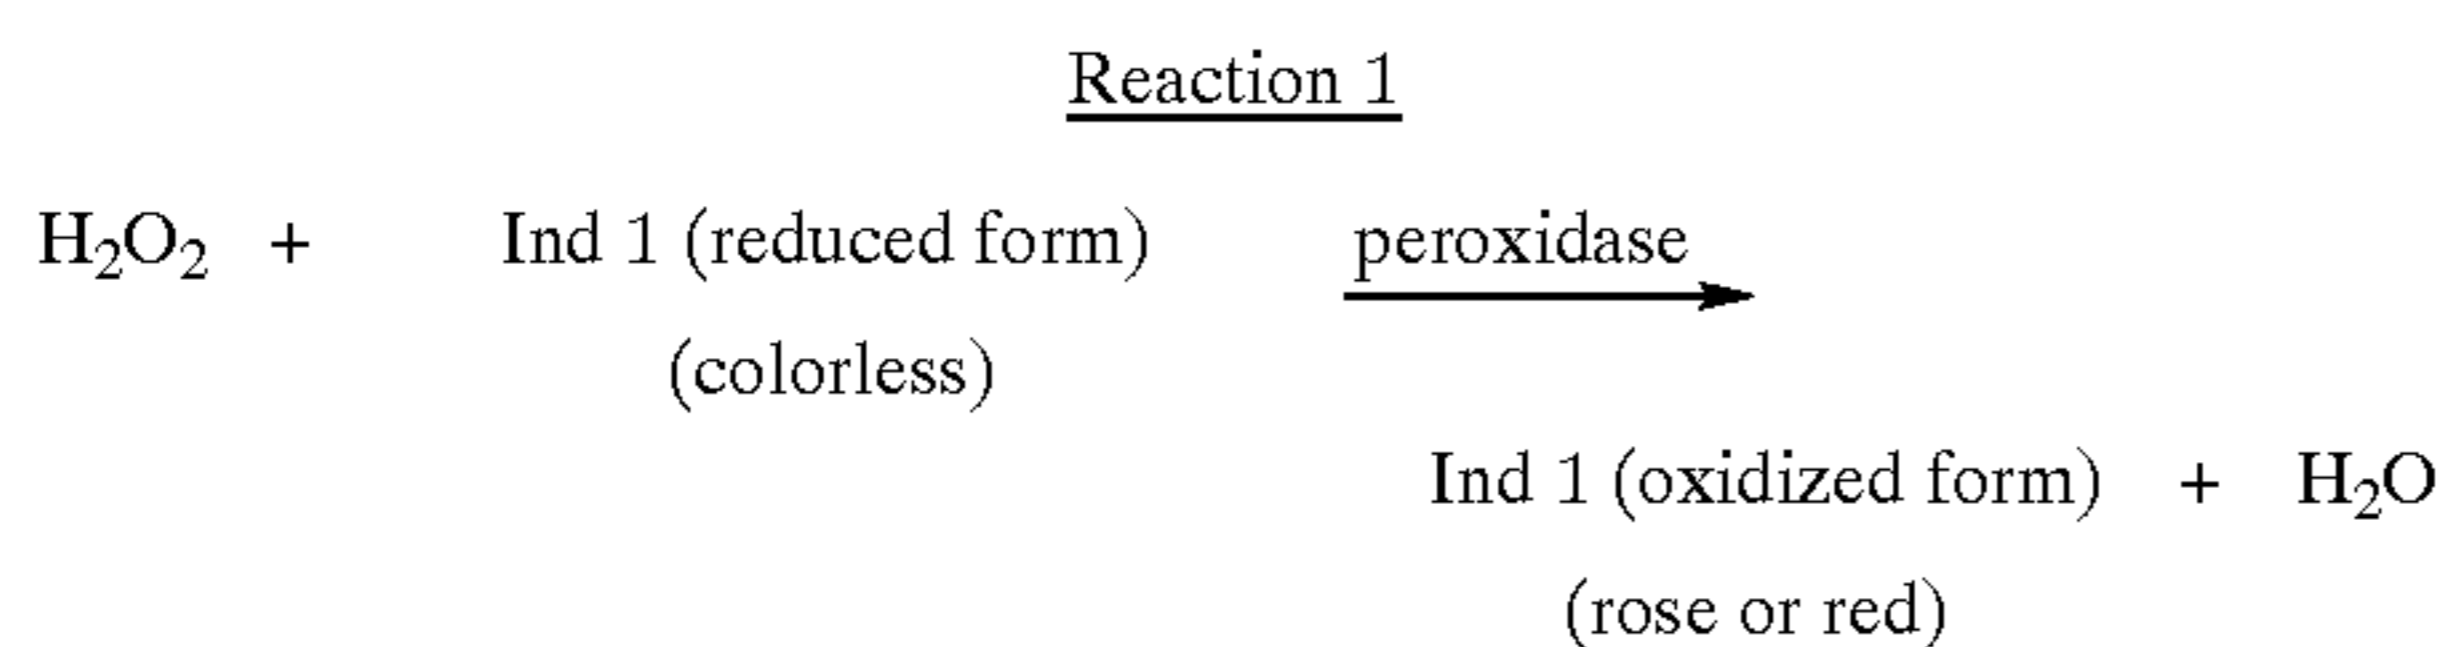 Reaction 1
H₂O₂ + Ind 1 (reduced form) peroxidase
(colorless)
Ind 1 (oxidized form) + H₂O
(rose or red)